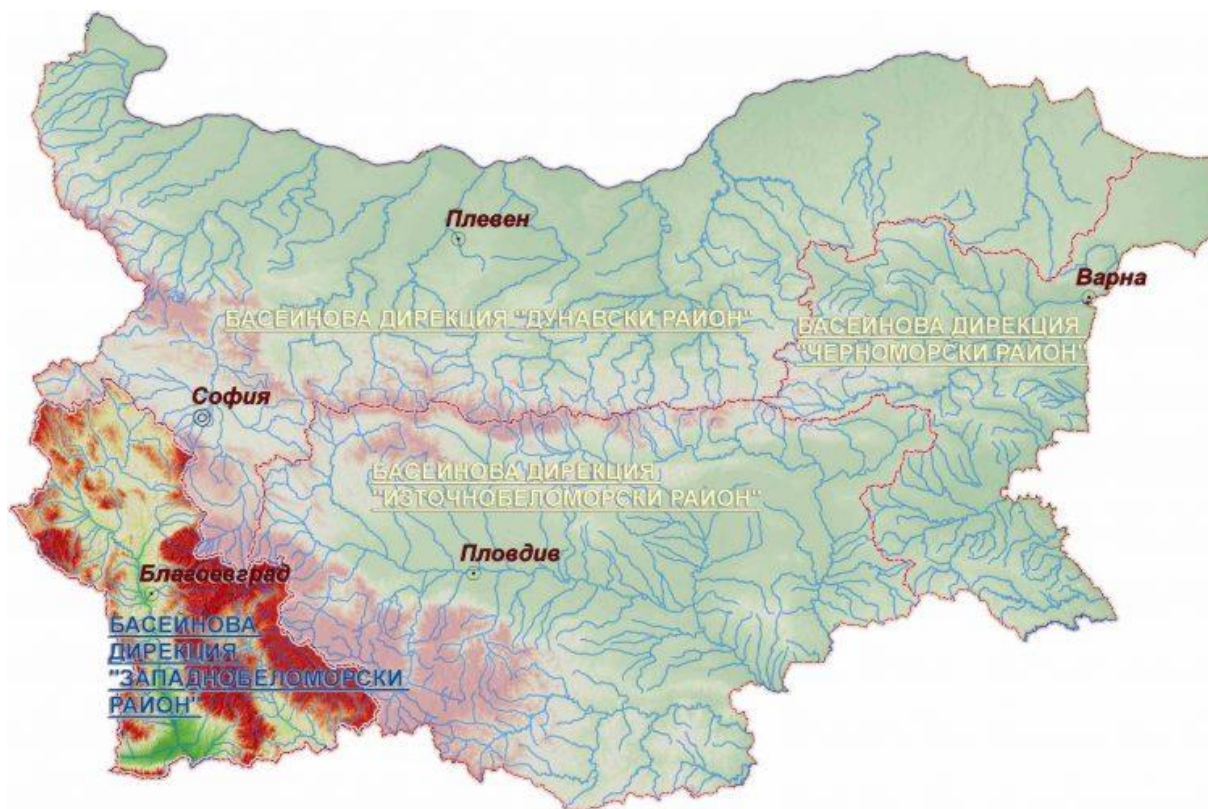 Плевен
Варна
БАСЕЙНОВА ДИРЕКЦИЯ "ДУНАВСКИ РАЙОН"
БАСЕЙНОВА ДИРЕКЦИЯ
"ЧЕРНОМОРСКИ РАЙОН"
София
БАСЕЙНОВА ДИРЕКЦИЯ
"ИЗТОЧНОБЕЛОМОРСКИ РАЙОН"
Пловдив
Благоевград
БАСЕЙНОВА
ДИРЕКЦИЯ
"ЗАПАДНОБЕЛОМОРСКИ
РАЙОН"